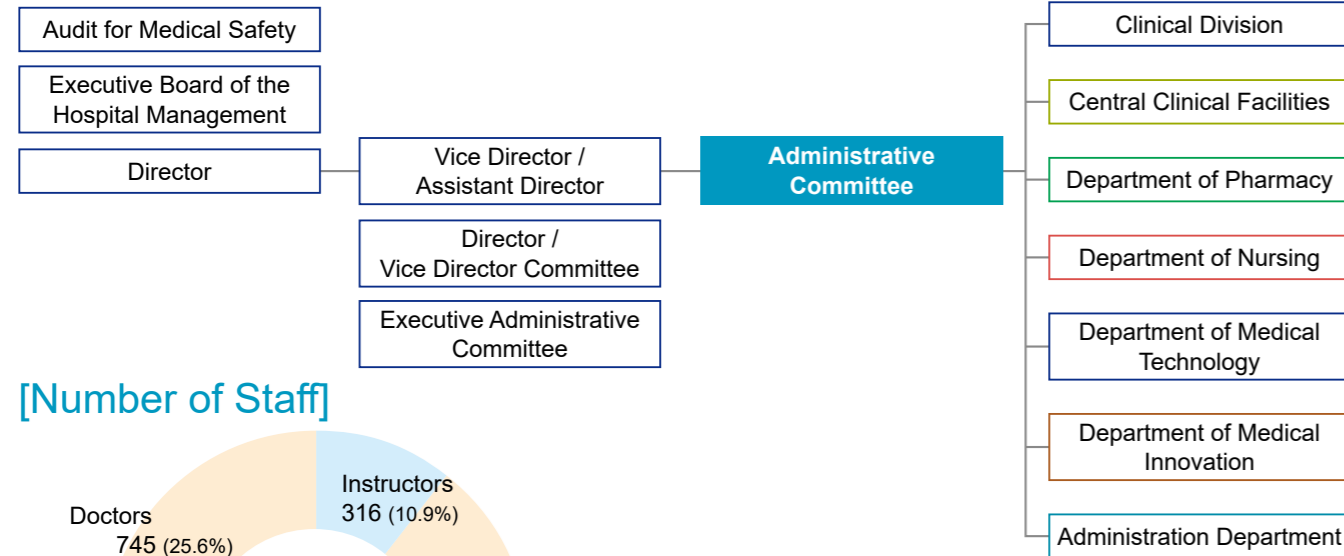 Audit for Medical Safety
Executive Board of the
Hospital Management
Director
Vice Director /
Assistant Director
Director /
Vice Director Committee
Executive Administrative
Committee
Administrative
Committee
Clinical Division
Central Clinical Facilities
Department of Pharmacy
Department of Nursing
Department of Medical
Technology
Department of Medical
Innovation
Administration Department
[Number of Staff]
Instructors
316 (10.9%)
Doctors
745 (25.6%)